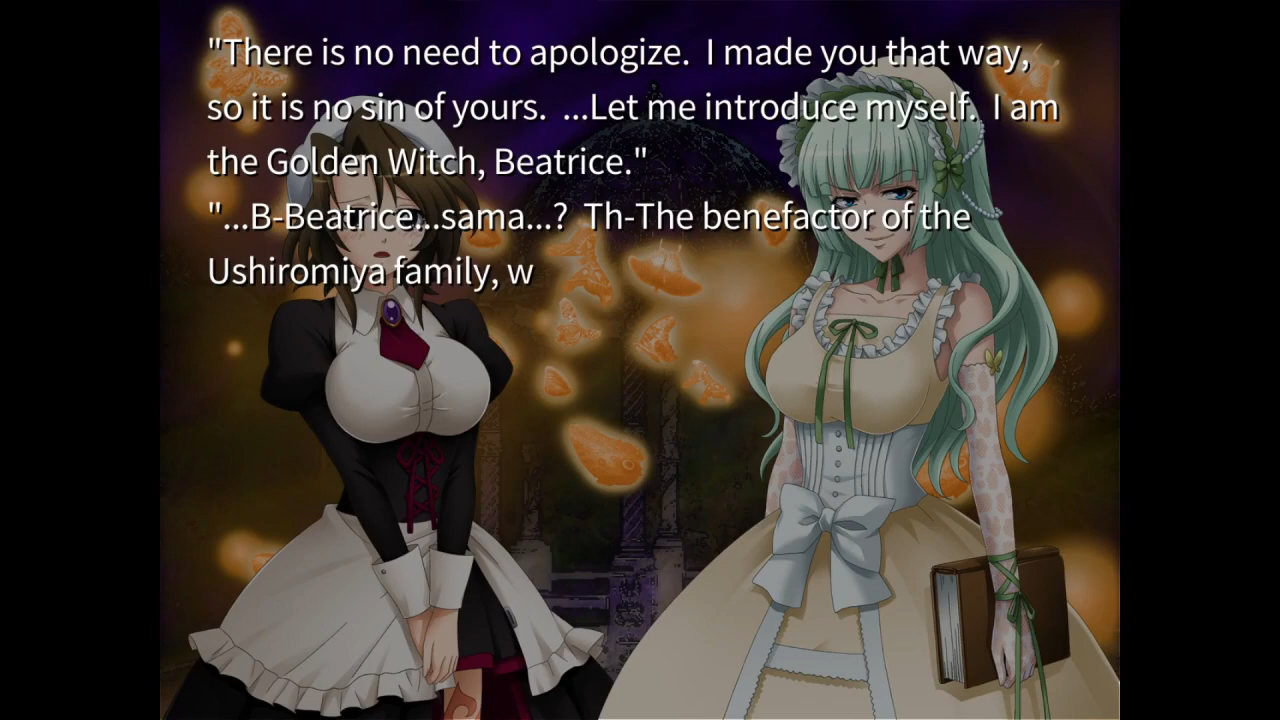 "There is no need to apologize.  I made you that way,
so it is no sin of yours.  ...Let me introduce myself.  I am
the Golden Witch, Beatrice."
"...B-Beatrice...sama...?  Th-The benefactor of the
Ushiromiya family, w